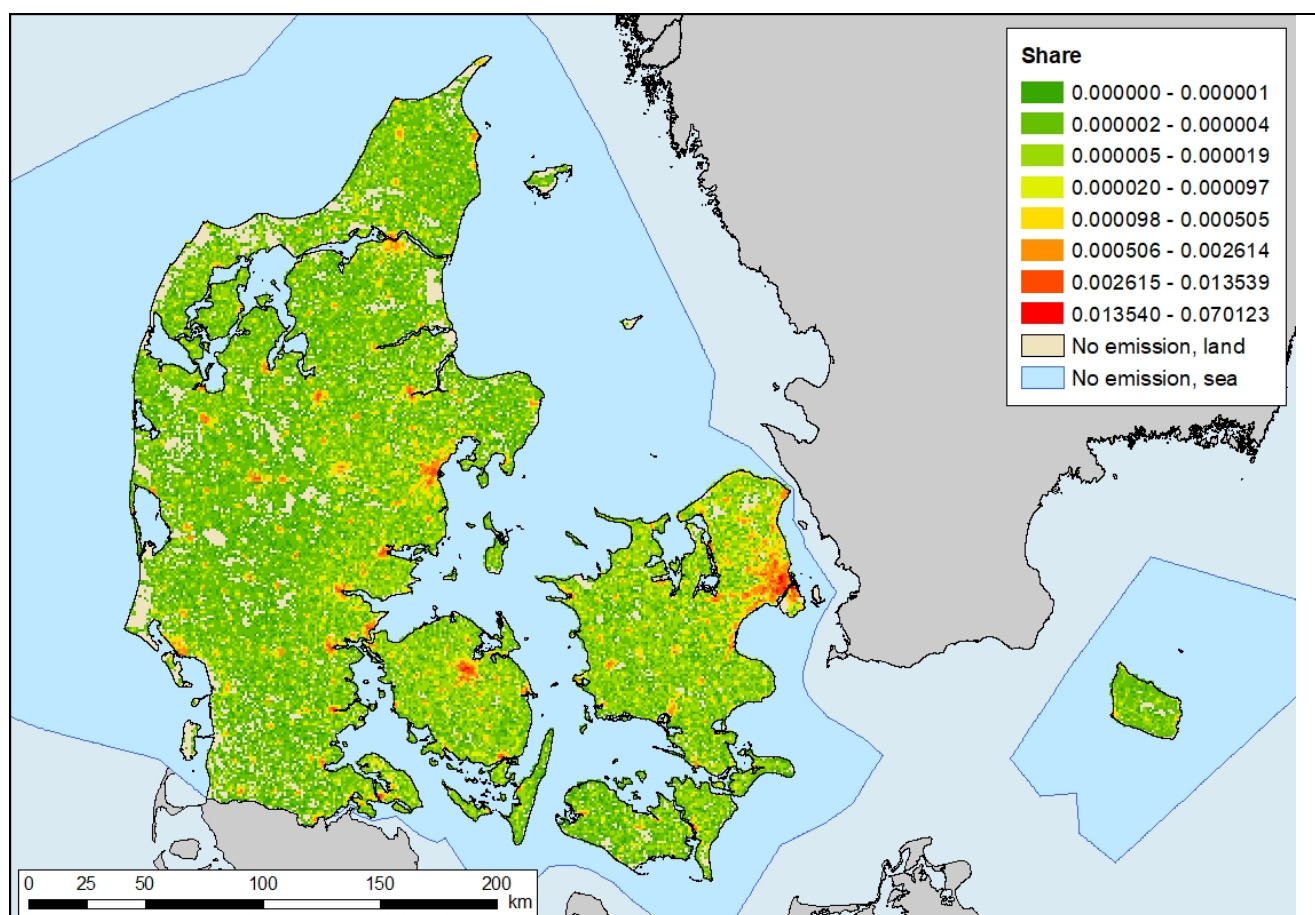 Share
0.000000 - 0.000001
0.000002 - 0.000004
0.000005 - 0.000019
0.000020 - 0.000097
0.000098 - 0.000505
0.000506 - 0.002614
0.002615 - 0.013539
0.013540 - 0.070123
No emission, land
No emission, sea
0 25 50 100 150 200
km